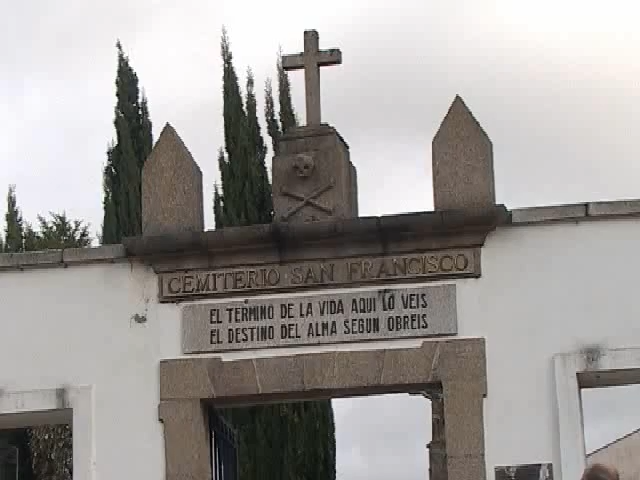 CEMITERIO SAN FRANCISCO
EL TERMINO DE LA VIDA AQUI LO VEIS
EL DESTINO DEL ALMA SEGUN OBREIS